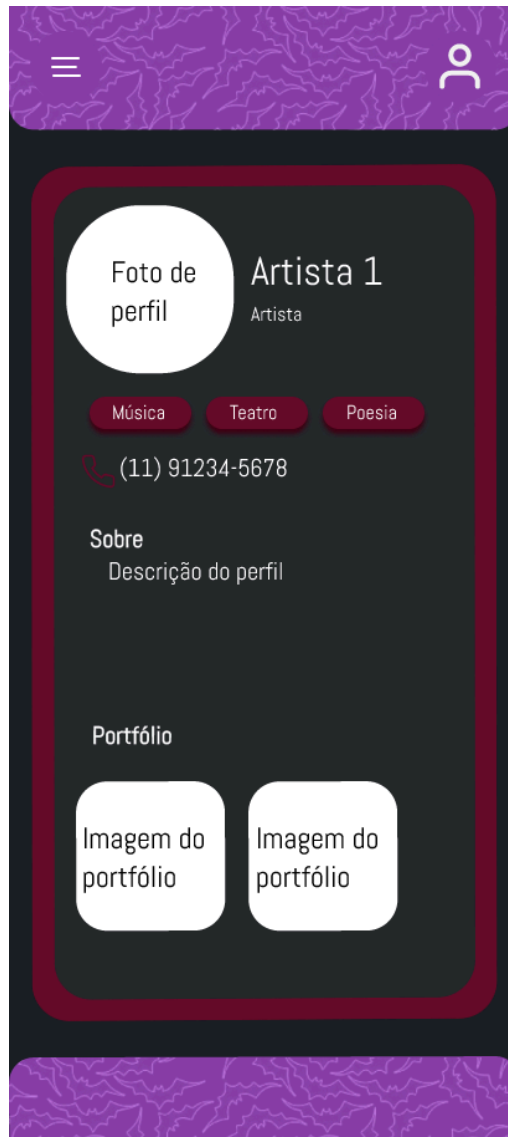 Foto de
perfil
Artista 1
Artista
Música
Teatro
Poesia
(11) 91234-5678
Sobre
Descrição do perfil
Portfólio
Imagem do
portfólio
Imagem do
portfólio